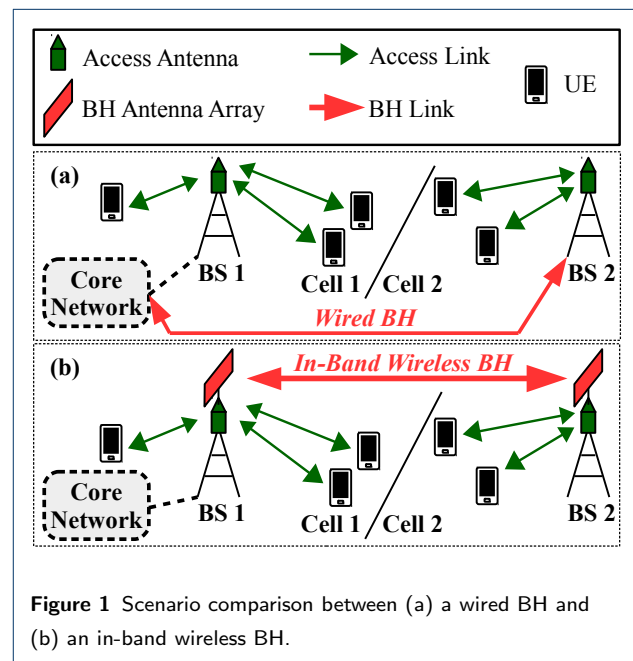 Access Antenna
Access Link
UE
BH Antenna Array
BH Link
(a)
BS 1
Cell 1
Cell 2
BS 2
Core
Network
Wired BH
(b)
In-Band Wireless BH
Core
Network
BS 1
Cell 1
Cell 2
BS 2
Figure 1 Scenario comparison between (a) a wired BH and
(b) an in-band wireless BH.